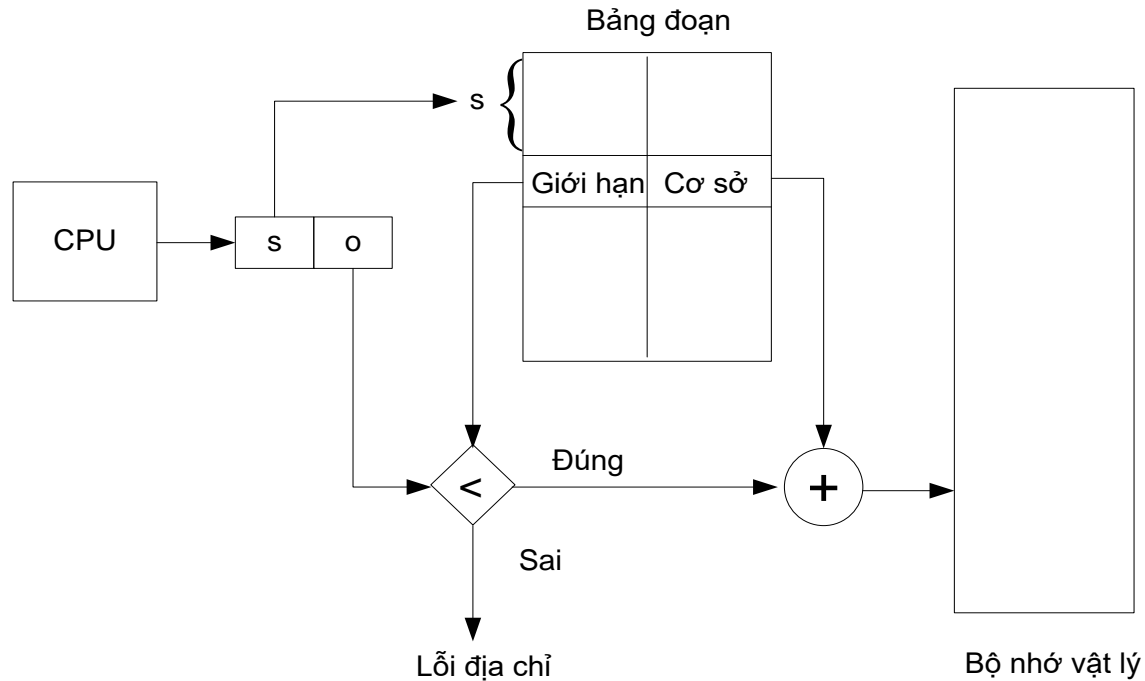 Bảng đoạn
s {
Giới hạn Cơ sở
CPU
s o
Đúng
<
+
Sai
Lỗi địa chỉ
Bộ nhớ vật lý